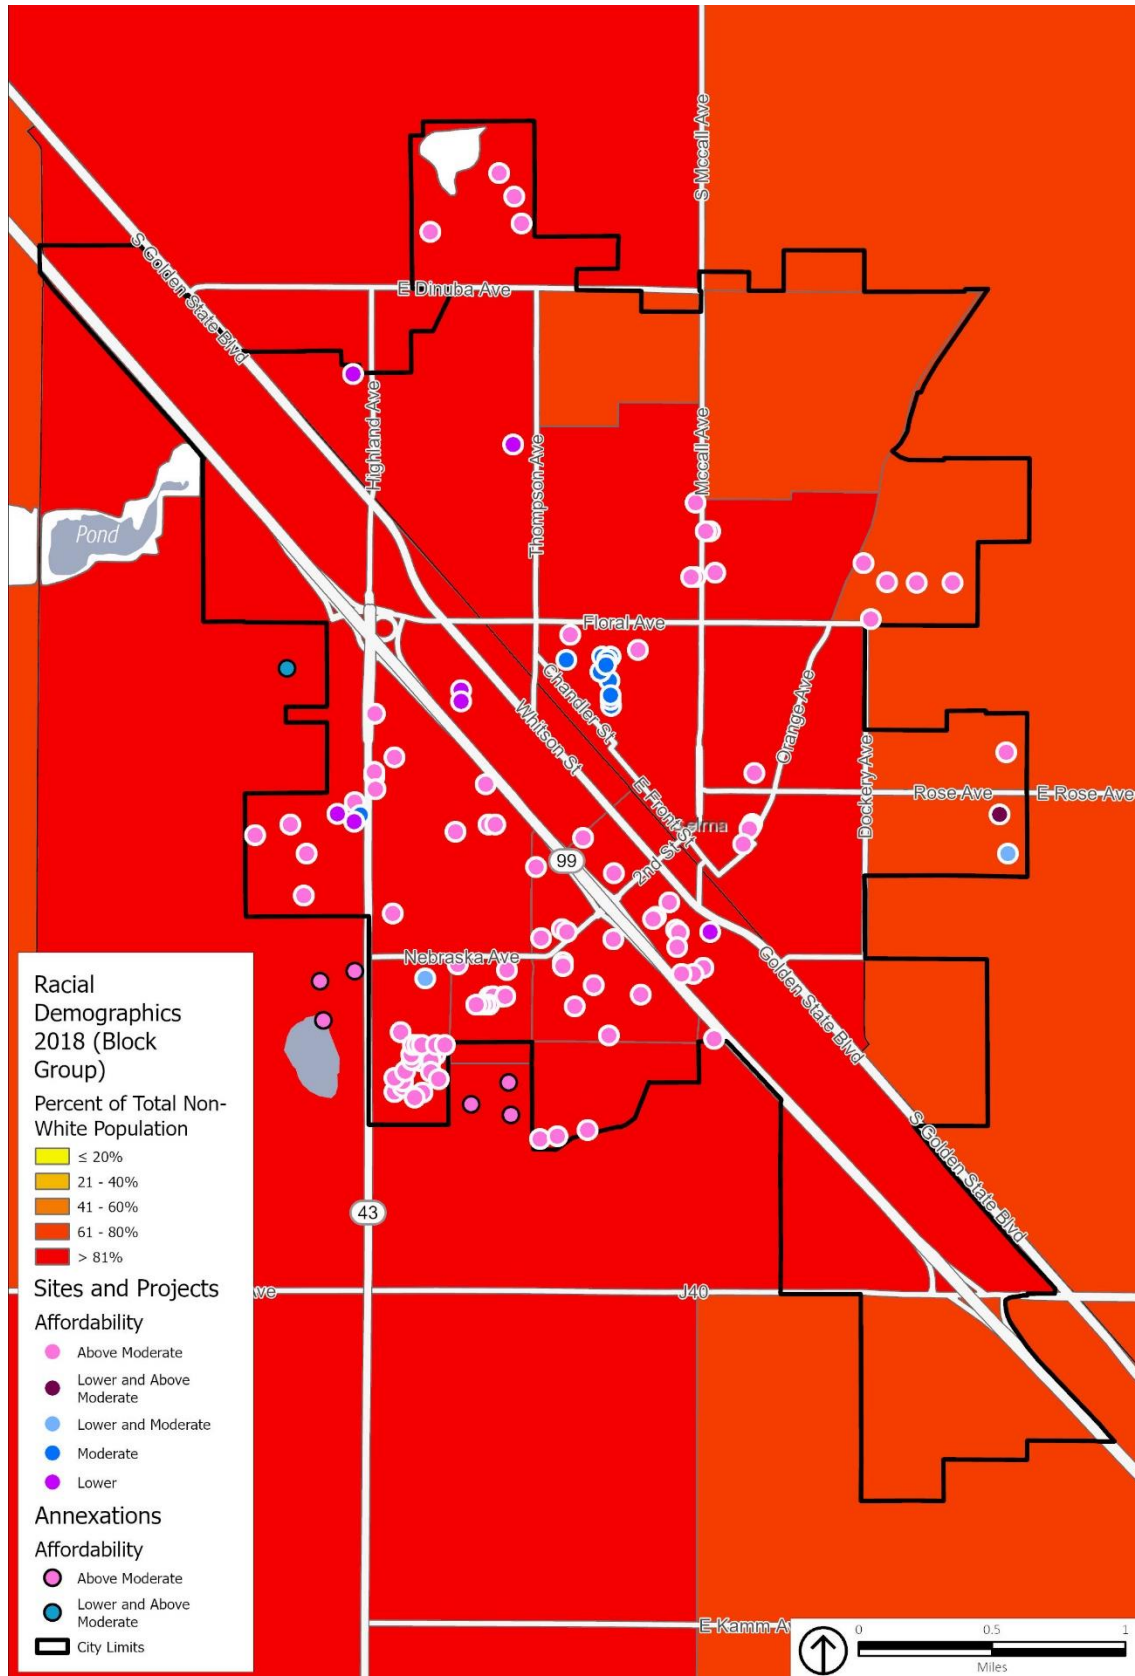 S Mccall Ave
E Dinuba Ave
S Golden State Blvd
Highland Ave
Thompson Ave
Mccall Ave
Pond
Floral Ave
Chandler St
Whitson St
Orange Ave
E Front St
Dockery Ave
Rose Ave
E Rose Ave
elma
2nd St
99
Nebraska Ave
Golden State Blvd
S Golden State Blvd
43
Ave
J40
E Kamm Av
Racial
Demographics
2018 (Block
Group)
Percent of Total Non-
White Population
≤ 20%
21 - 40%
41 - 60%
61 - 80%
> 81%
Sites and Projects
Affordability
Above Moderate
Lower and Above
Moderate
Lower and Moderate
Moderate
Lower
Annexations
Affordability
Above Moderate
Lower and Above
Moderate
City Limits
0 0.5 1
Miles